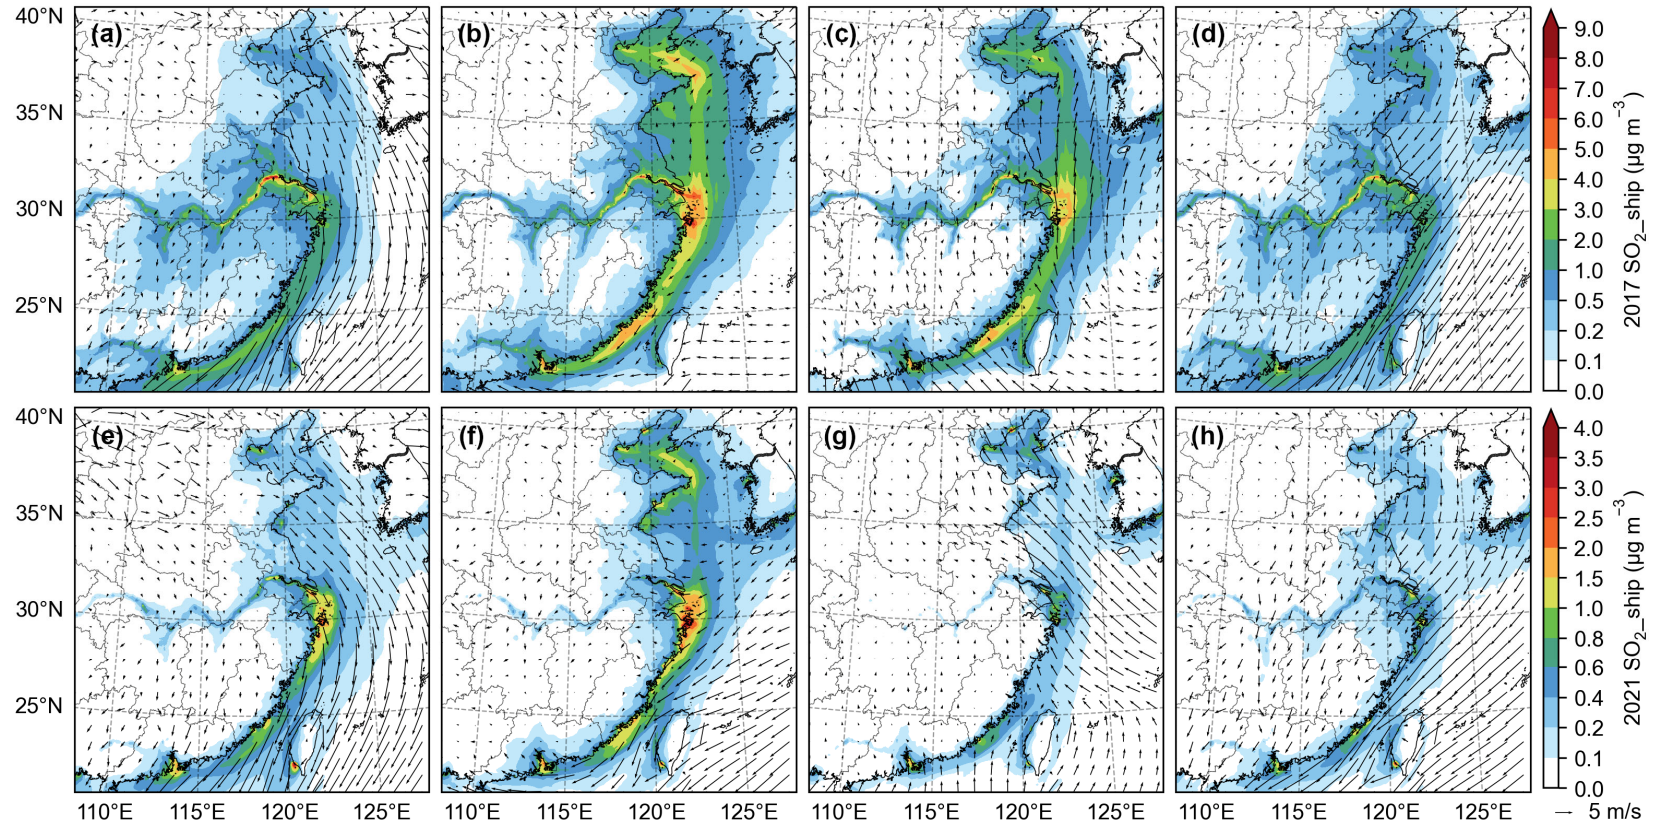 40°N
35°N
30°N
25°N
(a)
(b)
(c)
(d)
9.0
8.0
7.0
6.0
5.0
4.0
3.0
2.0
1.0
0.5
0.2
0.1
0.0
2017 SO2_ship (μg m−3)
40°N
35°N
30°N
25°N
(e)
(f)
(g)
(h)
4.0
3.5
3.0
2.5
2.0
1.5
1.0
0.8
0.6
0.4
0.2
0.1
0.0
2021 SO2_ship (μg m−3)
110°E 115°E 120°E 125°E
110°E 115°E 120°E 125°E
110°E 115°E 120°E 125°E
110°E 115°E 120°E 125°E
5 m/s